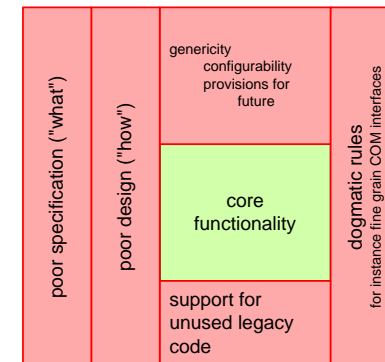 poor specification ("what")
poor design ("how")
genericity
configurability
provisions for
future
core
functionality
support for
unused legacy
code
dogmatic rules
for instance fine grain COM interfaces